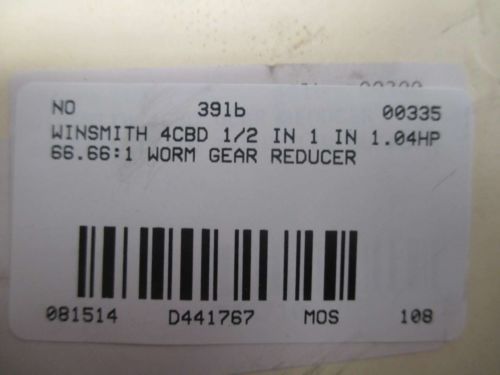 NO 39lb 00335
WINSMITH 4CBD 1/2 IN 1 IN 1.04HP
66.66:1 WORM GEAR REDUCER
081514 D441767 MOS 108